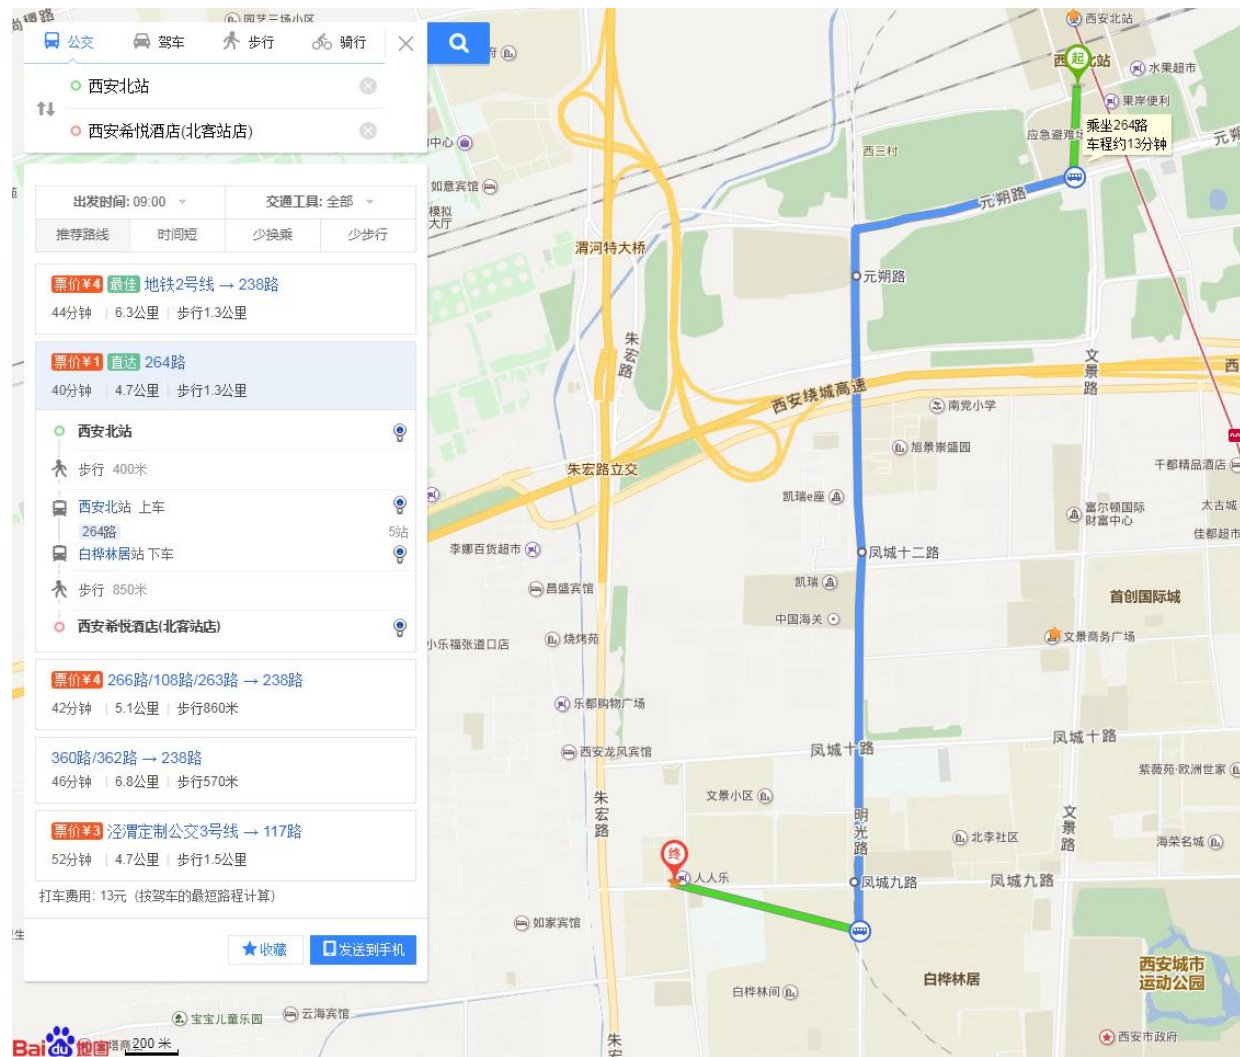 公交 驾车 步行 骑行
西安北站
西安希悦酒店(北客站店)
出发时间: 09:00 交通工具: 全部
推荐路线 时间短 少换乘 少步行
票价¥4 最佳 地铁2号线 → 238路
44分钟 | 6.3公里 | 步行1.3公里
票价¥1 直达 264路
40分钟 | 4.7公里 | 步行1.3公里
西安北站
步行 400米
西安北站 上车
264路 5站
白桦林居站 下车
步行 850米
西安希悦酒店(北客站店)
票价¥4 266路/108路/263路 → 238路
42分钟 | 5.1公里 | 步行860米
360路/362路 → 238路
46分钟 | 6.8公里 | 步行570米
票价¥3 泾渭定制公交3号线 → 117路
52分钟 | 4.7公里 | 步行1.5公里
打车费用: 13元 (按驾车的最短路程计算)
收藏 发送到手机
园艺三场小区
西安北站
起
水果超市
果岸便利
乘坐264路
车程约13分钟
应急避难场
西三村
元朔路
如意宾馆
模拟
大厅
渭河特大桥
元朔路
朱宏路
文景路
西安绕城高速
南党小学
旭景崇盛园
朱宏路立交
千都精品酒店
凯瑞e座
富尔顿国际
财富中心
太古城
佳都超市
李娜百货超市
凤城十二路
昌盛宾馆
凯瑞
首创国际城
中国海关
小乐福张道口店
烧烤苑
文景商务广场
乐都购物广场
西安龙风宾馆
凤城十路
凤城十路
紫薇苑·欧洲世家
文景小区
朱宏路
明光路
文景路
北李社区
海荣名城
终
人人乐
凤城九路
凤城九路
如家宾馆
白桦林居
西安城市
运动公园
白桦林间
云海宾馆
宝宝儿童乐园
西安市政府
Baidu地图
200 米